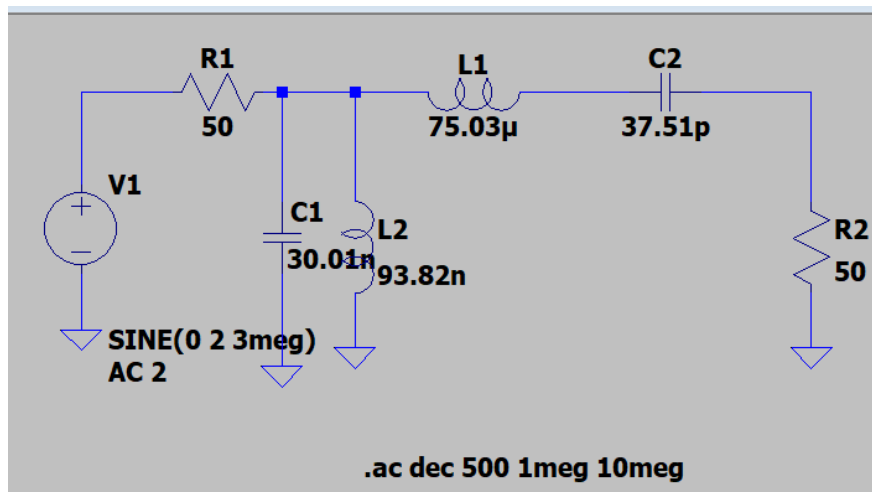 R1
50
L1
75.03µ
C2
37.51p
V1
C1
30.01n
L2
93.82n
R2
50
SINE(0 2 3meg)
AC 2
.ac dec 500 1meg 10meg